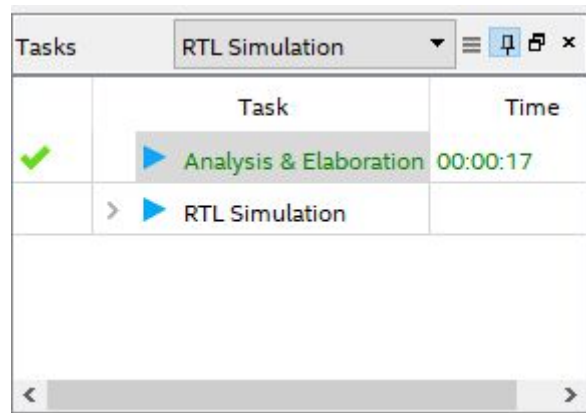 Tasks RTL Simulation
Task Time
Analysis & Elaboration 00:00:17
RTL Simulation